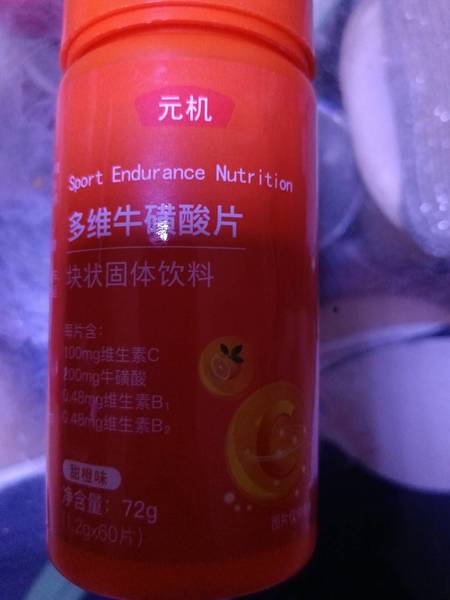 元机
Sport Endurance Nutrition
多维牛磺酸片
块状固体饮料
每片含：
100mg维生素C
200mg牛磺酸
0.48mg维生素B₁
0.48mg维生素B₂
甜橙味
净含量：72g
(1.2gx60片)